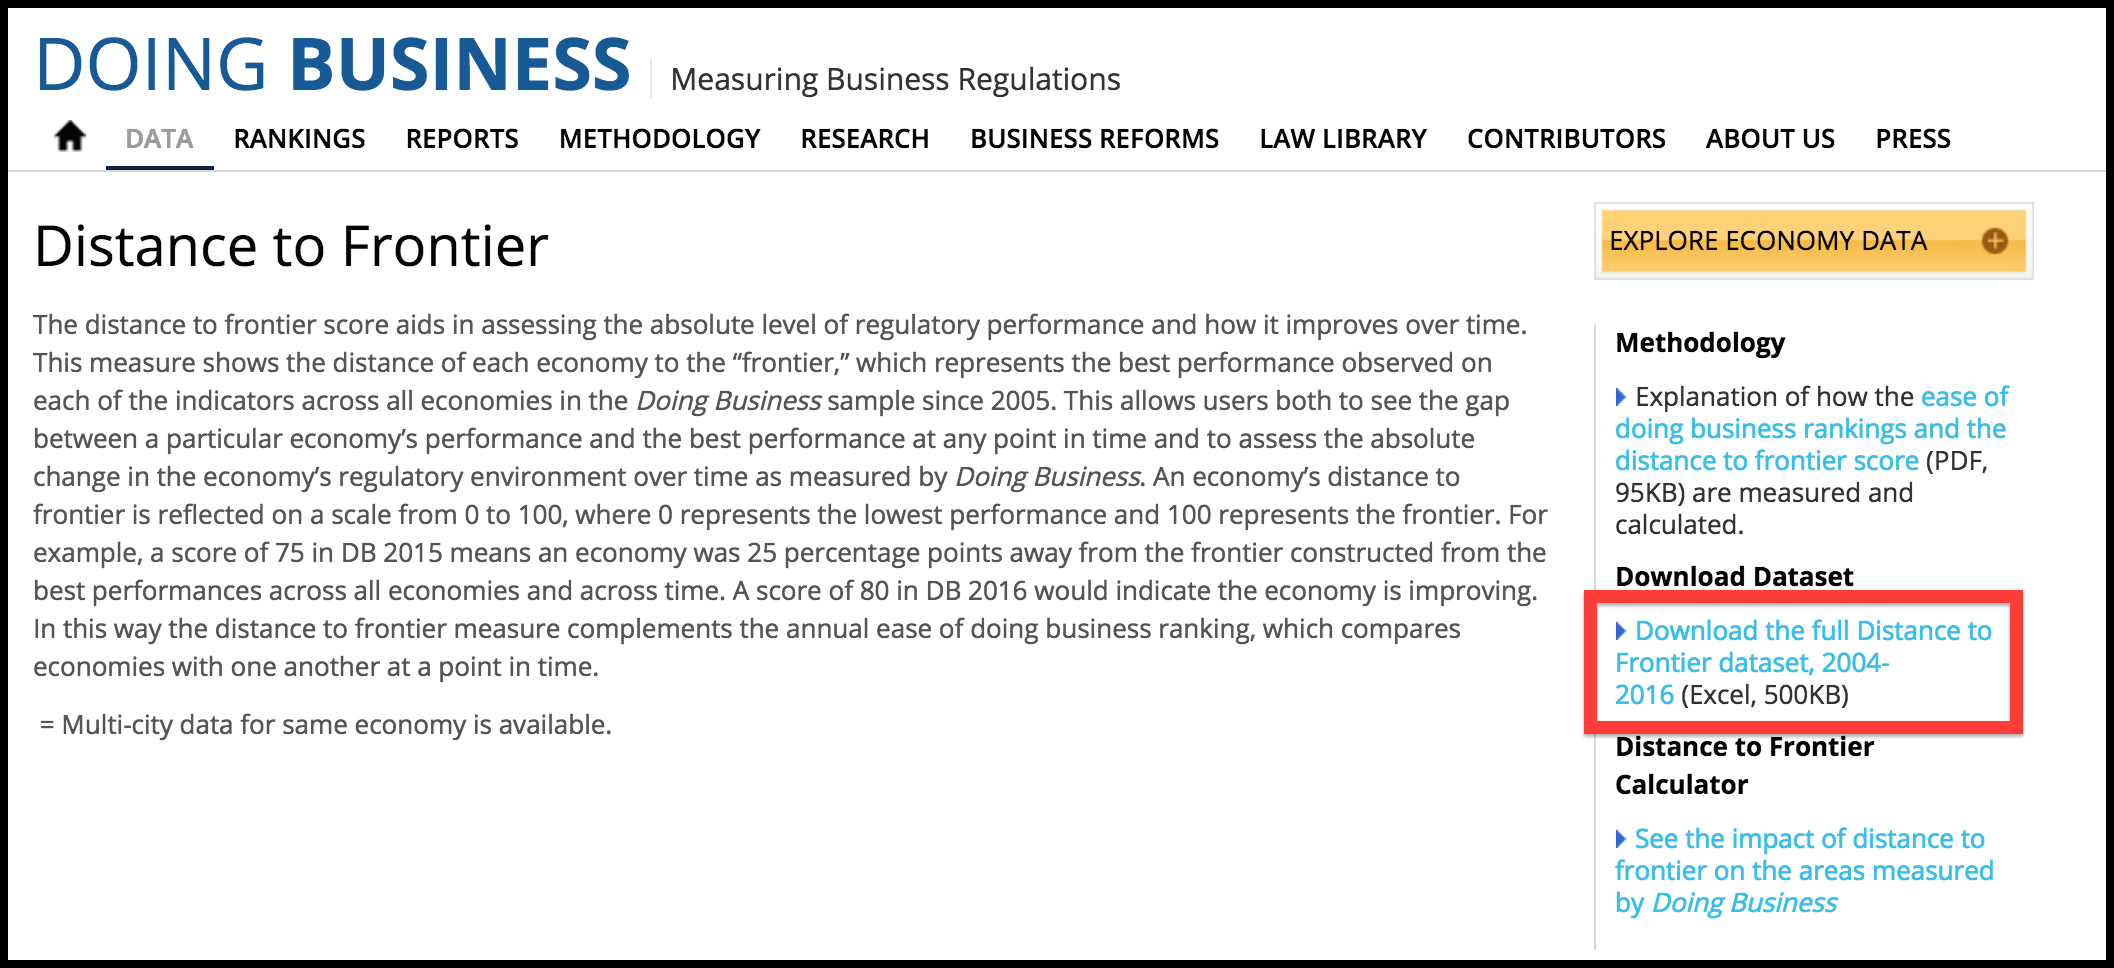 DOING BUSINESS
Measuring Business Regulations
DATA RANKINGS REPORTS METHODOLOGY RESEARCH BUSINESS REFORMS LAW LIBRARY CONTRIBUTORS ABOUT US PRESS
Distance to Frontier
The distance to frontier score aids in assessing the absolute level of regulatory performance and how it improves over time.
This measure shows the distance of each economy to the “frontier,” which represents the best performance observed on
each of the indicators across all economies in the Doing Business sample since 2005. This allows users both to see the gap
between a particular economy’s performance and the best performance at any point in time and to assess the absolute
change in the economy’s regulatory environment over time as measured by Doing Business. An economy’s distance to
frontier is reflected on a scale from 0 to 100, where 0 represents the lowest performance and 100 represents the frontier. For
example, a score of 75 in DB 2015 means an economy was 25 percentage points away from the frontier constructed from the
best performances across all economies and across time. A score of 80 in DB 2016 would indicate the economy is improving.
In this way the distance to frontier measure complements the annual ease of doing business ranking, which compares
economies with one another at a point in time.
= Multi-city data for same economy is available.
EXPLORE ECONOMY DATA
Methodology
Explanation of how the ease of
doing business rankings and the
distance to frontier score (PDF,
95KB) are measured and
calculated.
Download Dataset
Download the full Distance to
Frontier dataset, 2004-
2016 (Excel, 500KB)
Distance to Frontier
Calculator
See the impact of distance to
frontier on the areas measured
by Doing Business